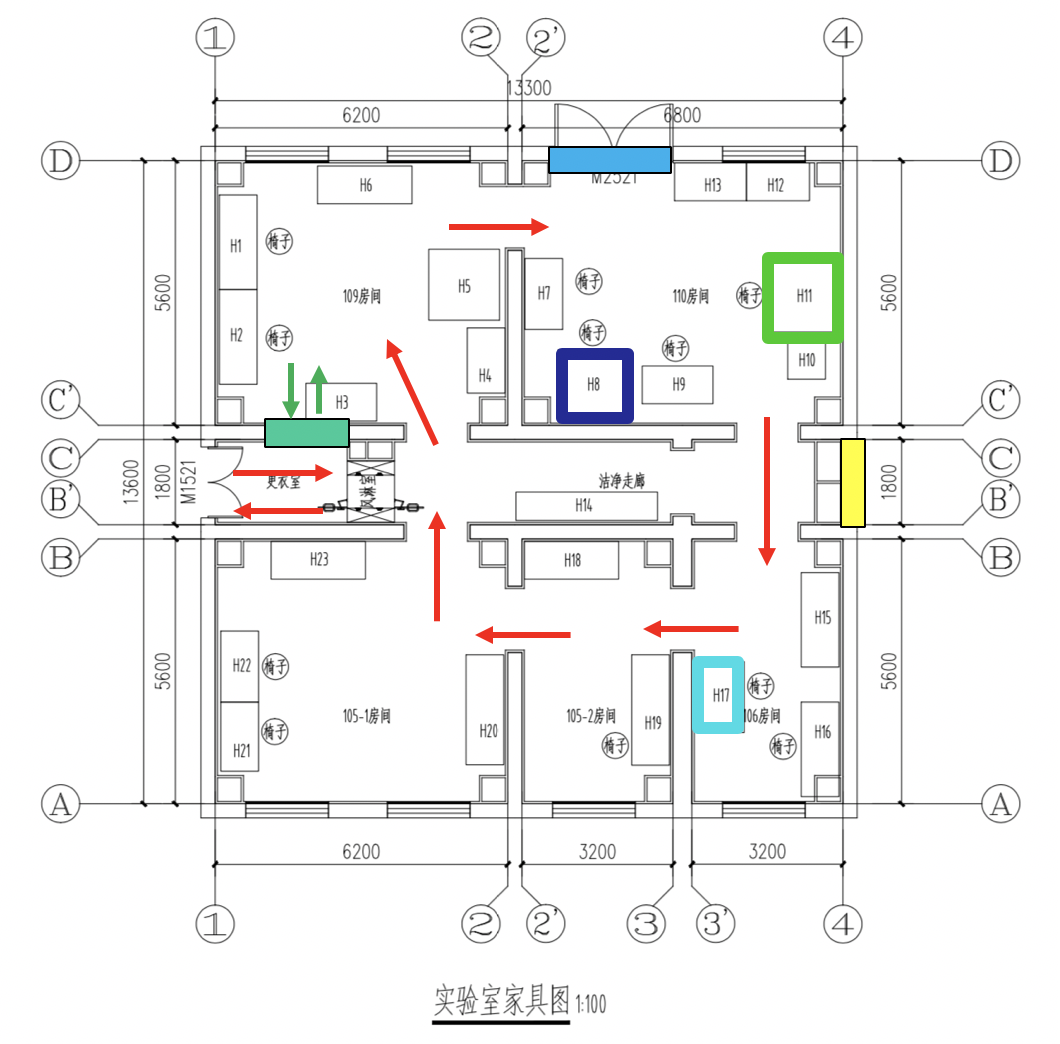 1 2 2' 4
13300
6200 6800
D D
M2521
H6 H13 H12
H1 椅子
5600 5600
109房间 H5 H7 椅子 110房间 椅子 H11
H2 椅子 椅子
H4 椅子 H10
H3 H8 H9
C' C'
C C
13600 1800 M1521 更衣室 风淋室 洁净走廊 1800
B' B'
H14
B B
H23 H18
H15
5600 5600
H22 椅子 H17 椅子
105-1房间 105-2房间 106房间
H21 椅子 H20 椅子 H19 椅子 H16
A A
6200 3200 3200
1 2 2' 3 3' 4
实验室家具图 1:100